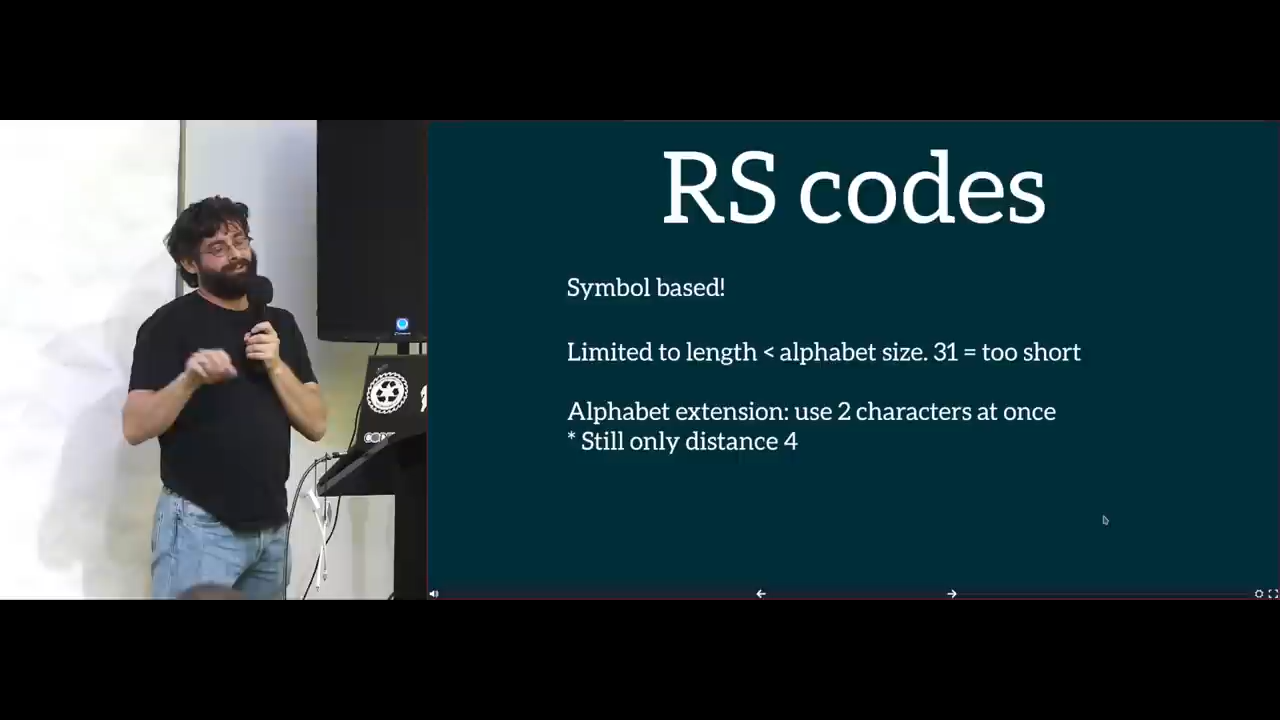 RS codes
Symbol based!
Limited to length < alphabet size. 31 = too short
Alphabet extension: use 2 characters at once
* Still only distance 4